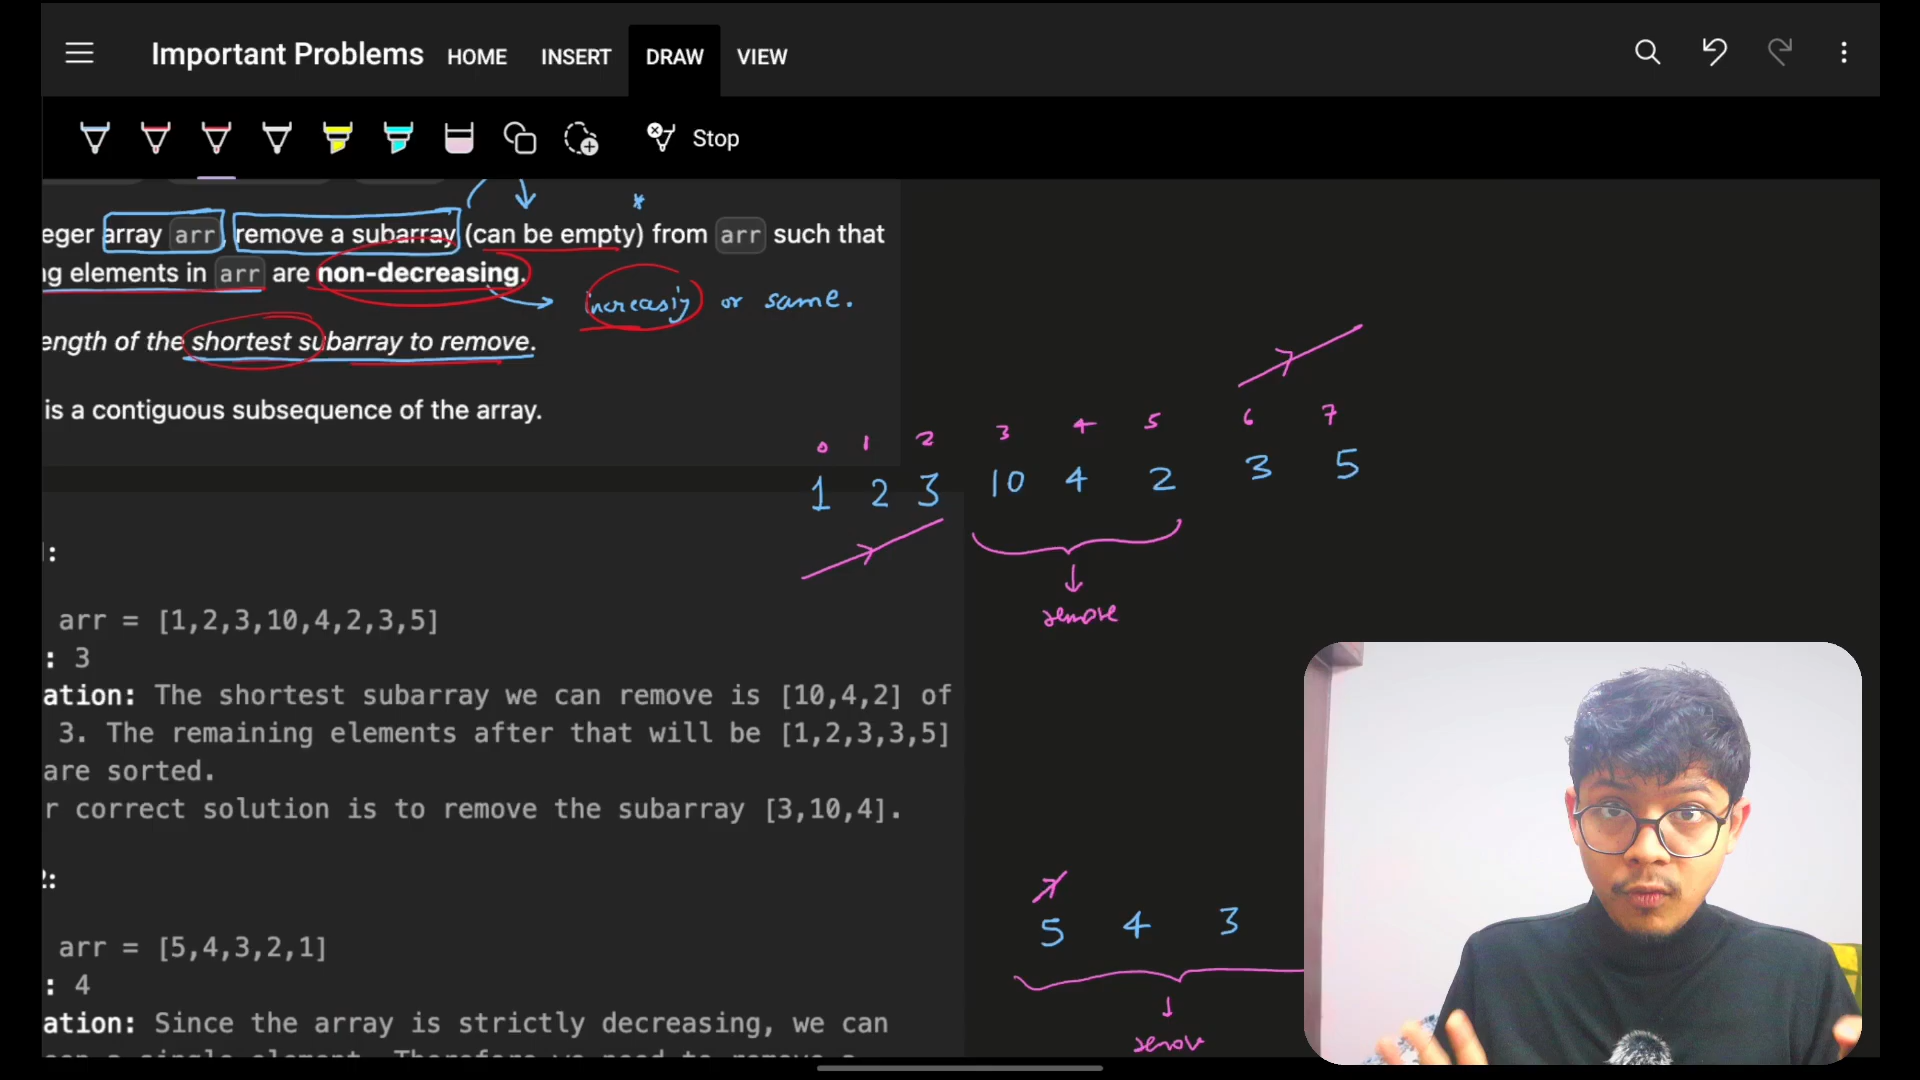 Important Problems HOME INSERT DRAW VIEW
Stop
*
eger array arr remove a subarray (can be empty) from arr such that
ng elements in arr are non-decreasing.
increasig or same.
ength of the shortest subarray to remove.
is a contiguous subsequence of the array.
0 1 2 3 4 5 6 7
1 2 3 10 4 2 3 5
remove
:
arr = [1,2,3,10,4,2,3,5]
: 3
ation: The shortest subarray we can remove is [10,4,2] of
3. The remaining elements after that will be [1,2,3,3,5]
are sorted.
r correct solution is to remove the subarray [3,10,4].
2:
5 4 3
arr = [5,4,3,2,1]
: 4
ation: Since the array is strictly decreasing, we can
remov